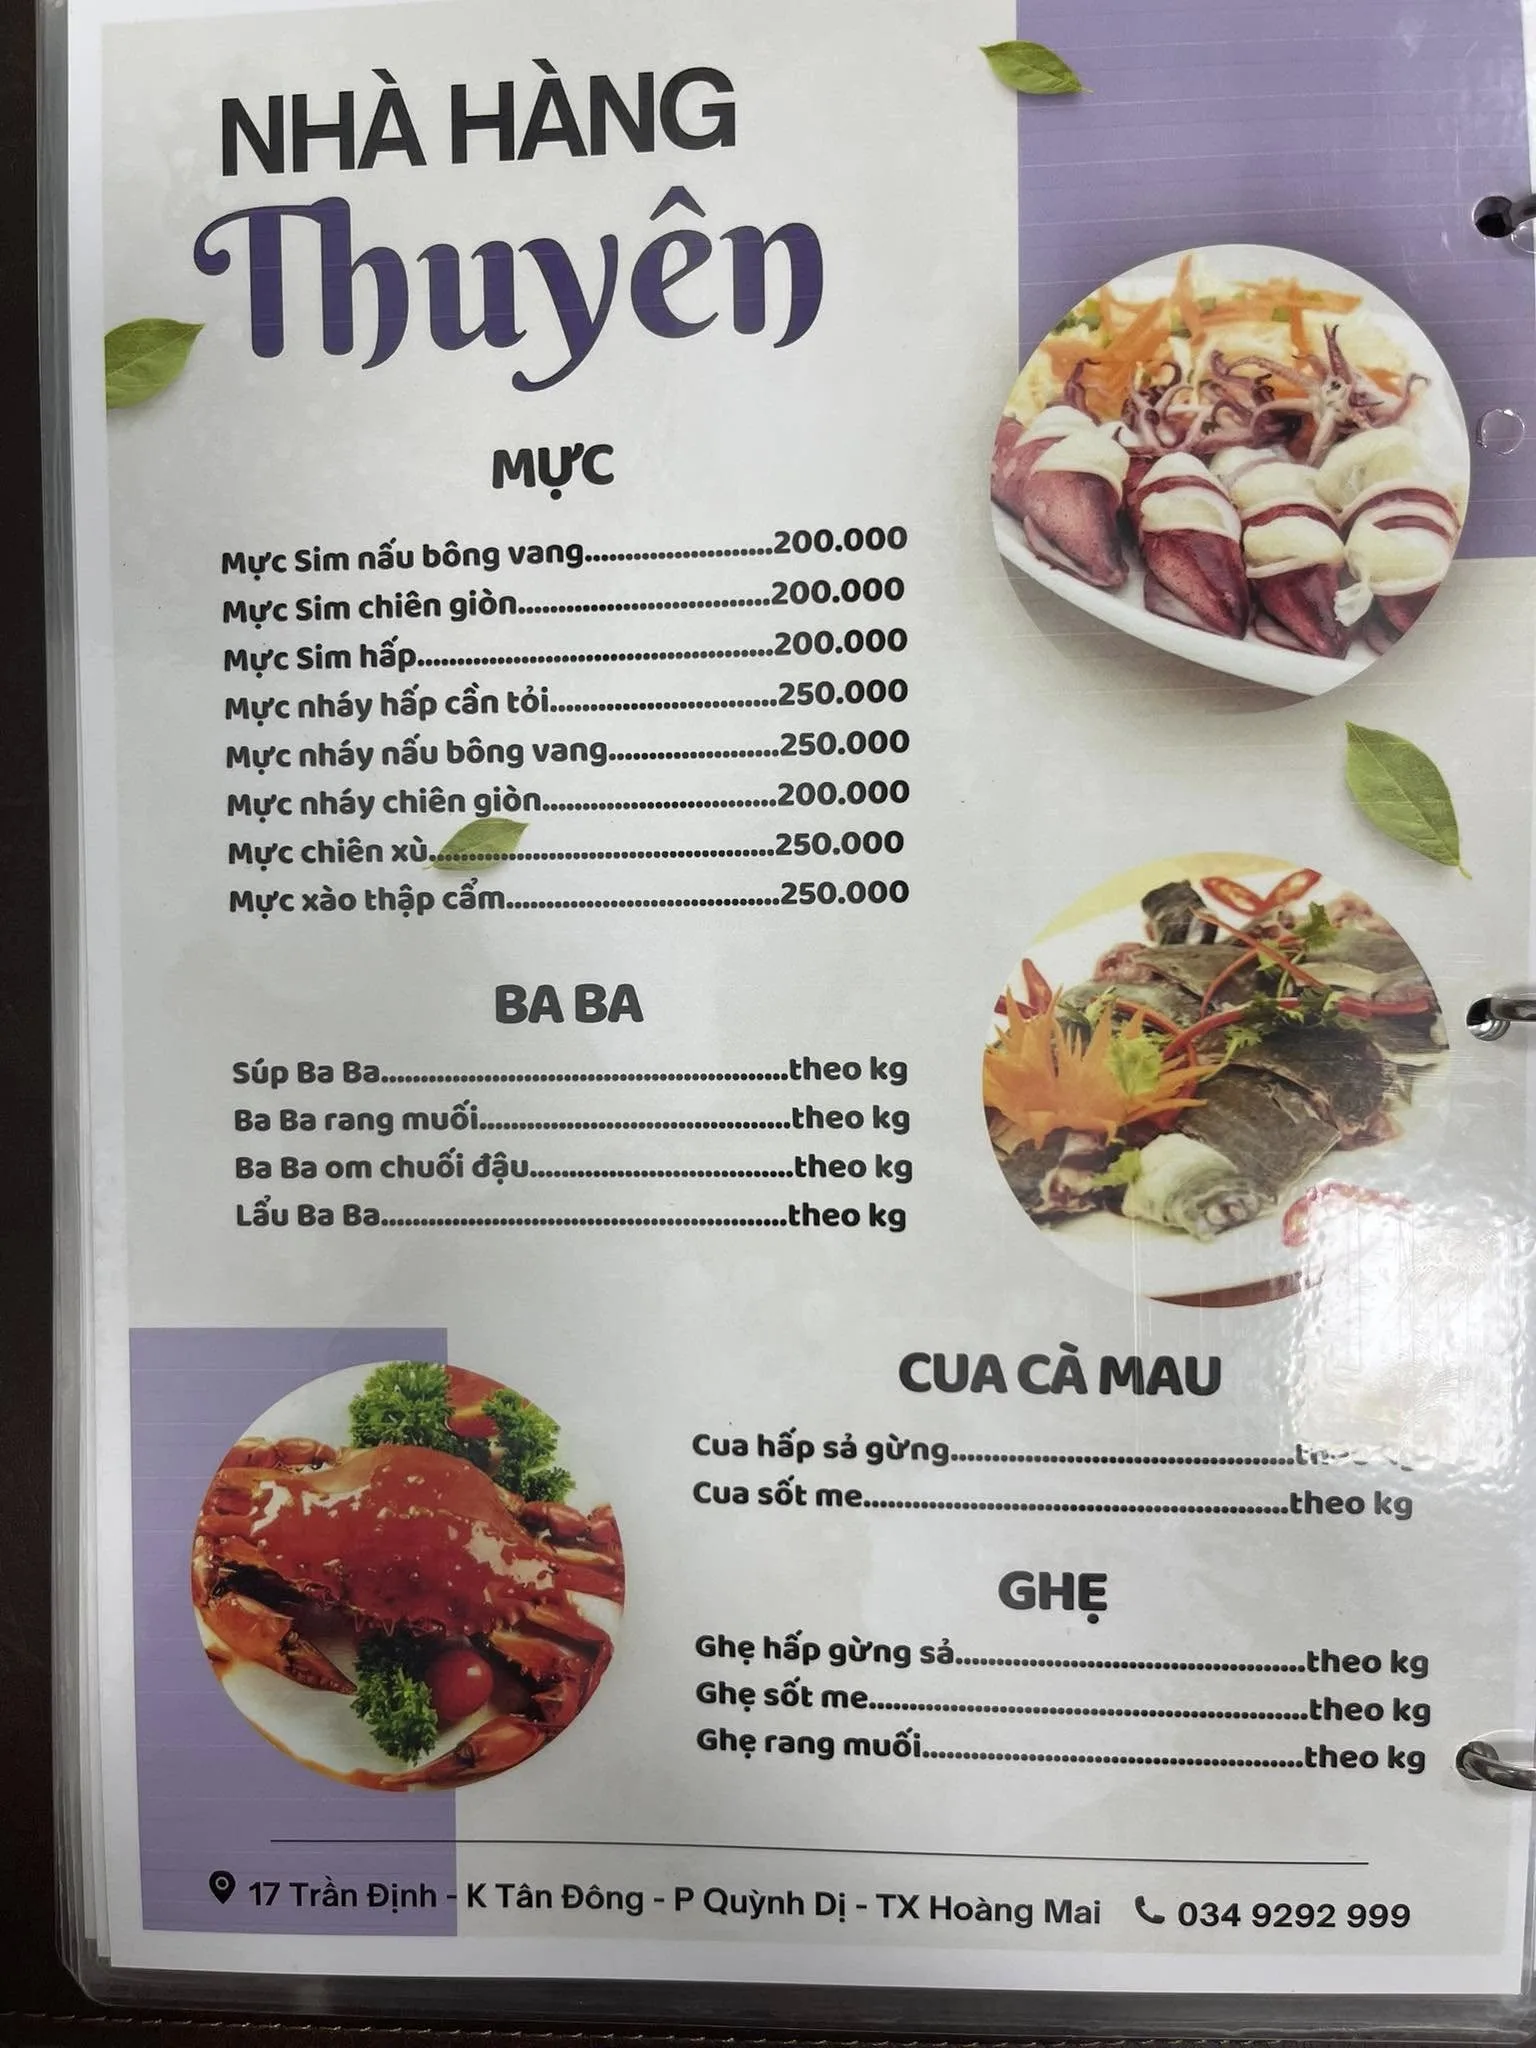 NHÀ HÀNG
Thuyên
MỰC
Mực Sim nấu bông vang........................200.000
Mực Sim chiên giòn................................200.000
Mực Sim hấp.............................................200.000
Mực nháy hấp cần tỏi.............................250.000
Mực nháy nấu bông vang......................250.000
Mực nháy chiên giòn..............................200.000
Mực chiên xù............................................250.000
Mực xào thập cẩm...................................250.000
BA BA
Súp Ba Ba....................................................theo kg
Ba Ba rang muối.......................................theo kg
Ba Ba om chuối đậu.................................theo kg
Lẩu Ba Ba....................................................theo kg
CUA CÀ MAU
Cua hấp sả gừng...........................................
Cua sốt me......................................................theo kg
GHẸ
Ghẹ hấp gừng sả............................................theo kg
Ghẹ sốt me.......................................................theo kg
Ghẹ rang muối................................................theo kg
17 Trần Định - K Tân Đông - P Quỳnh Dị - TX Hoàng Mai 034 9292 999